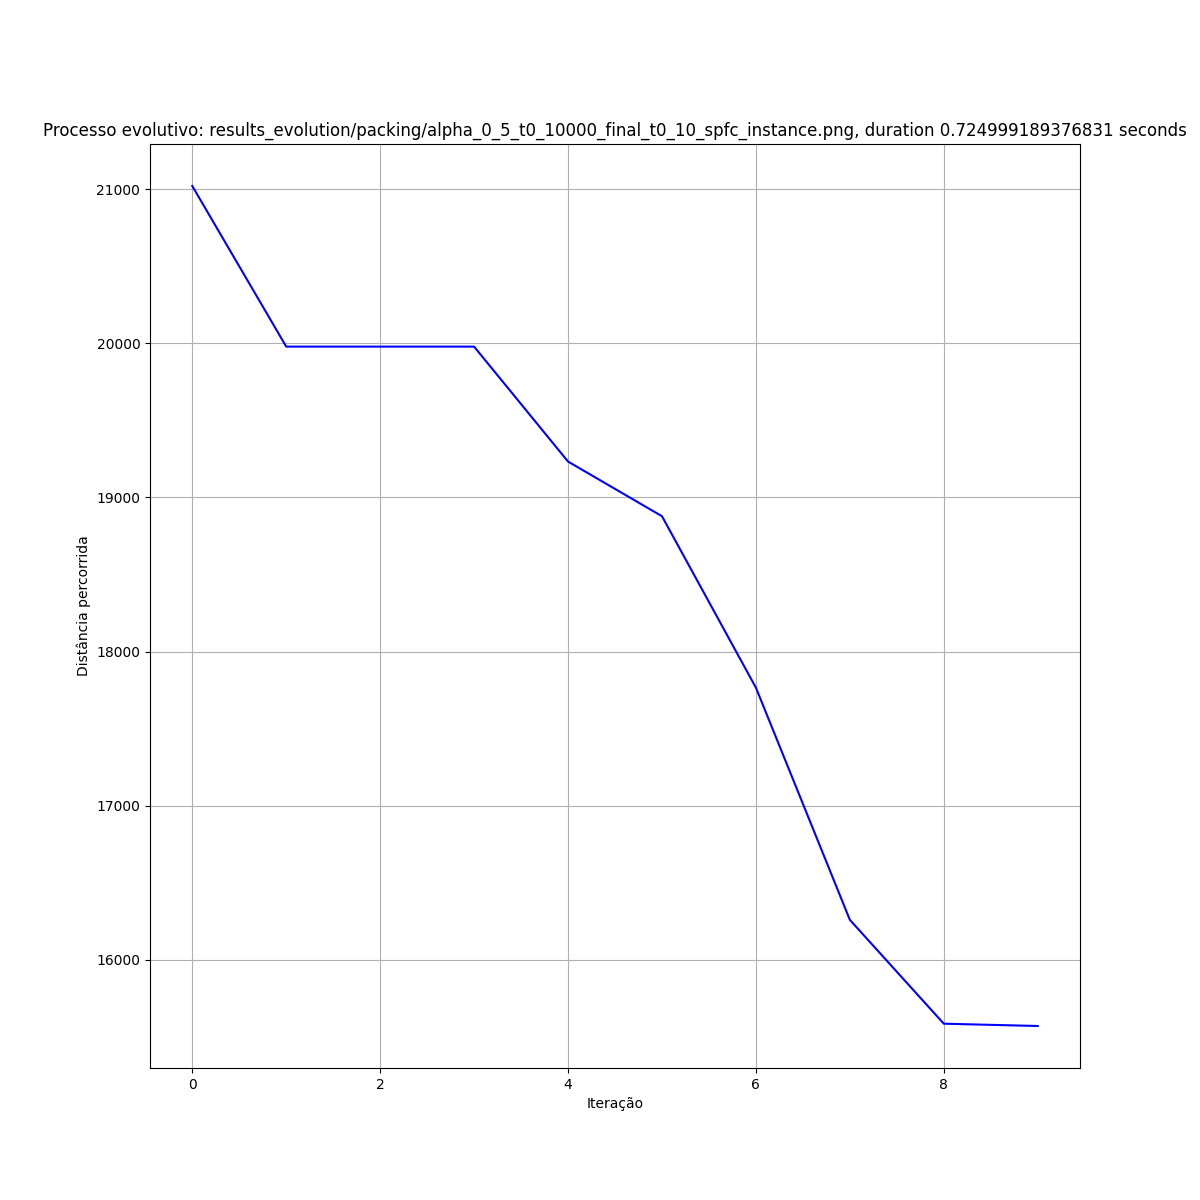 Processo evolutivo: results_evolution/packing/alpha_0_5_t0_10000_final_t0_10_spfc_instance.png, duration 0.724999189376831 seconds
21000
20000
19000
18000
17000
16000
Distância percorrida
0 2 4 6 8
Iteração